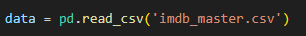 data = pd.read_csv('imdb_master.csv')